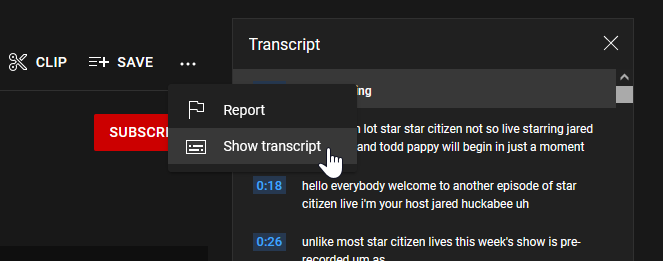 Transcript
CLIP
SAVE
ing
Report
SUBSCRI
lot star star citizen not so live starring jared
and todd pappy will begin in just a moment
Show transcript
0:18
hello everybody welcome to another episode of star
citizen live i'm your host jared huckabee uh
0:26
unlike most star citizen lives this week's show is pre-
recorded um as